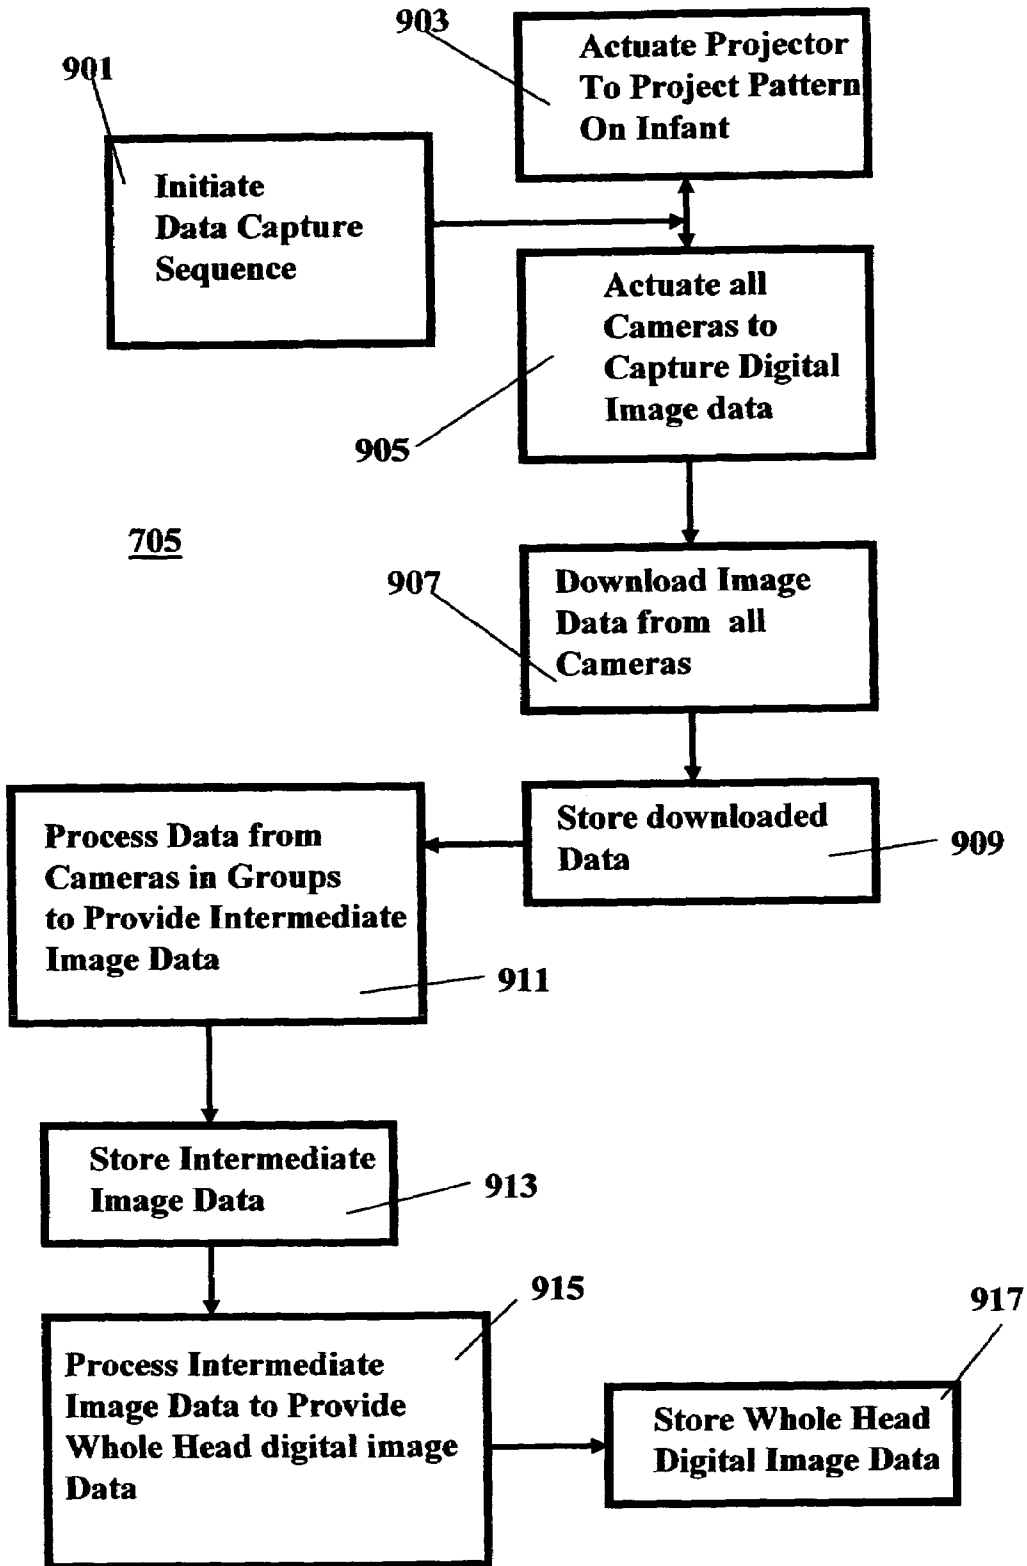 903
Actuate Projector
To Project Pattern
On Infant
901
Initiate
Data Capture
Sequence
Actuate all
Cameras to
Capture Digital
Image data
905
705
907
Download Image
Data from all
Cameras
Store downloaded
Data
909
Process Data from
Cameras in Groups
to Provide Intermediate
Image Data
911
Store Intermediate
Image Data
913
915
Process Intermediate
Image Data to Provide
Whole Head digital image
Data
917
Store Whole Head
Digital Image Data